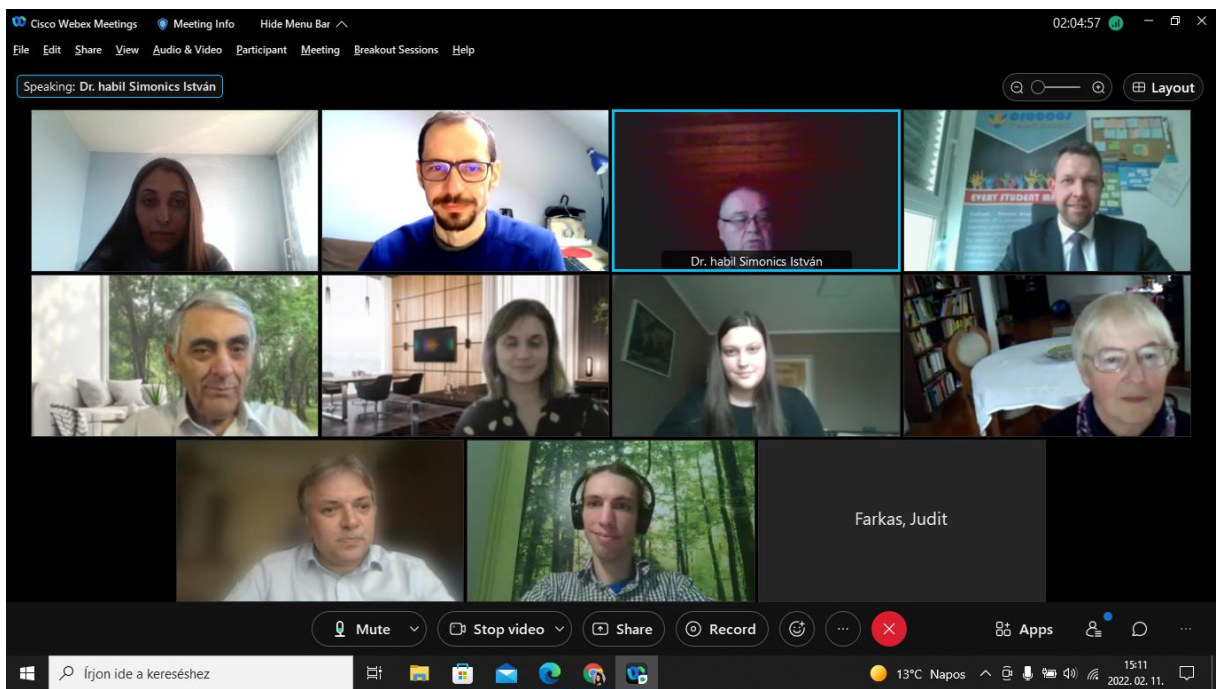 Cisco Webex Meetings Meeting Info Hide Menu Bar 02:04:57
File Edit Share View Audio & Video Participant Meeting Breakout Sessions Help
Speaking: Dr. habil Simonics István
Layout
EVENT STUDENT
Dr. habil Simonics István
Farkas, Judit
Mute Stop video Share Record Apps
Írjon ide a kereséshez
13°C Napos
15:11
2022. 02. 11.